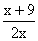 x + 9
2x